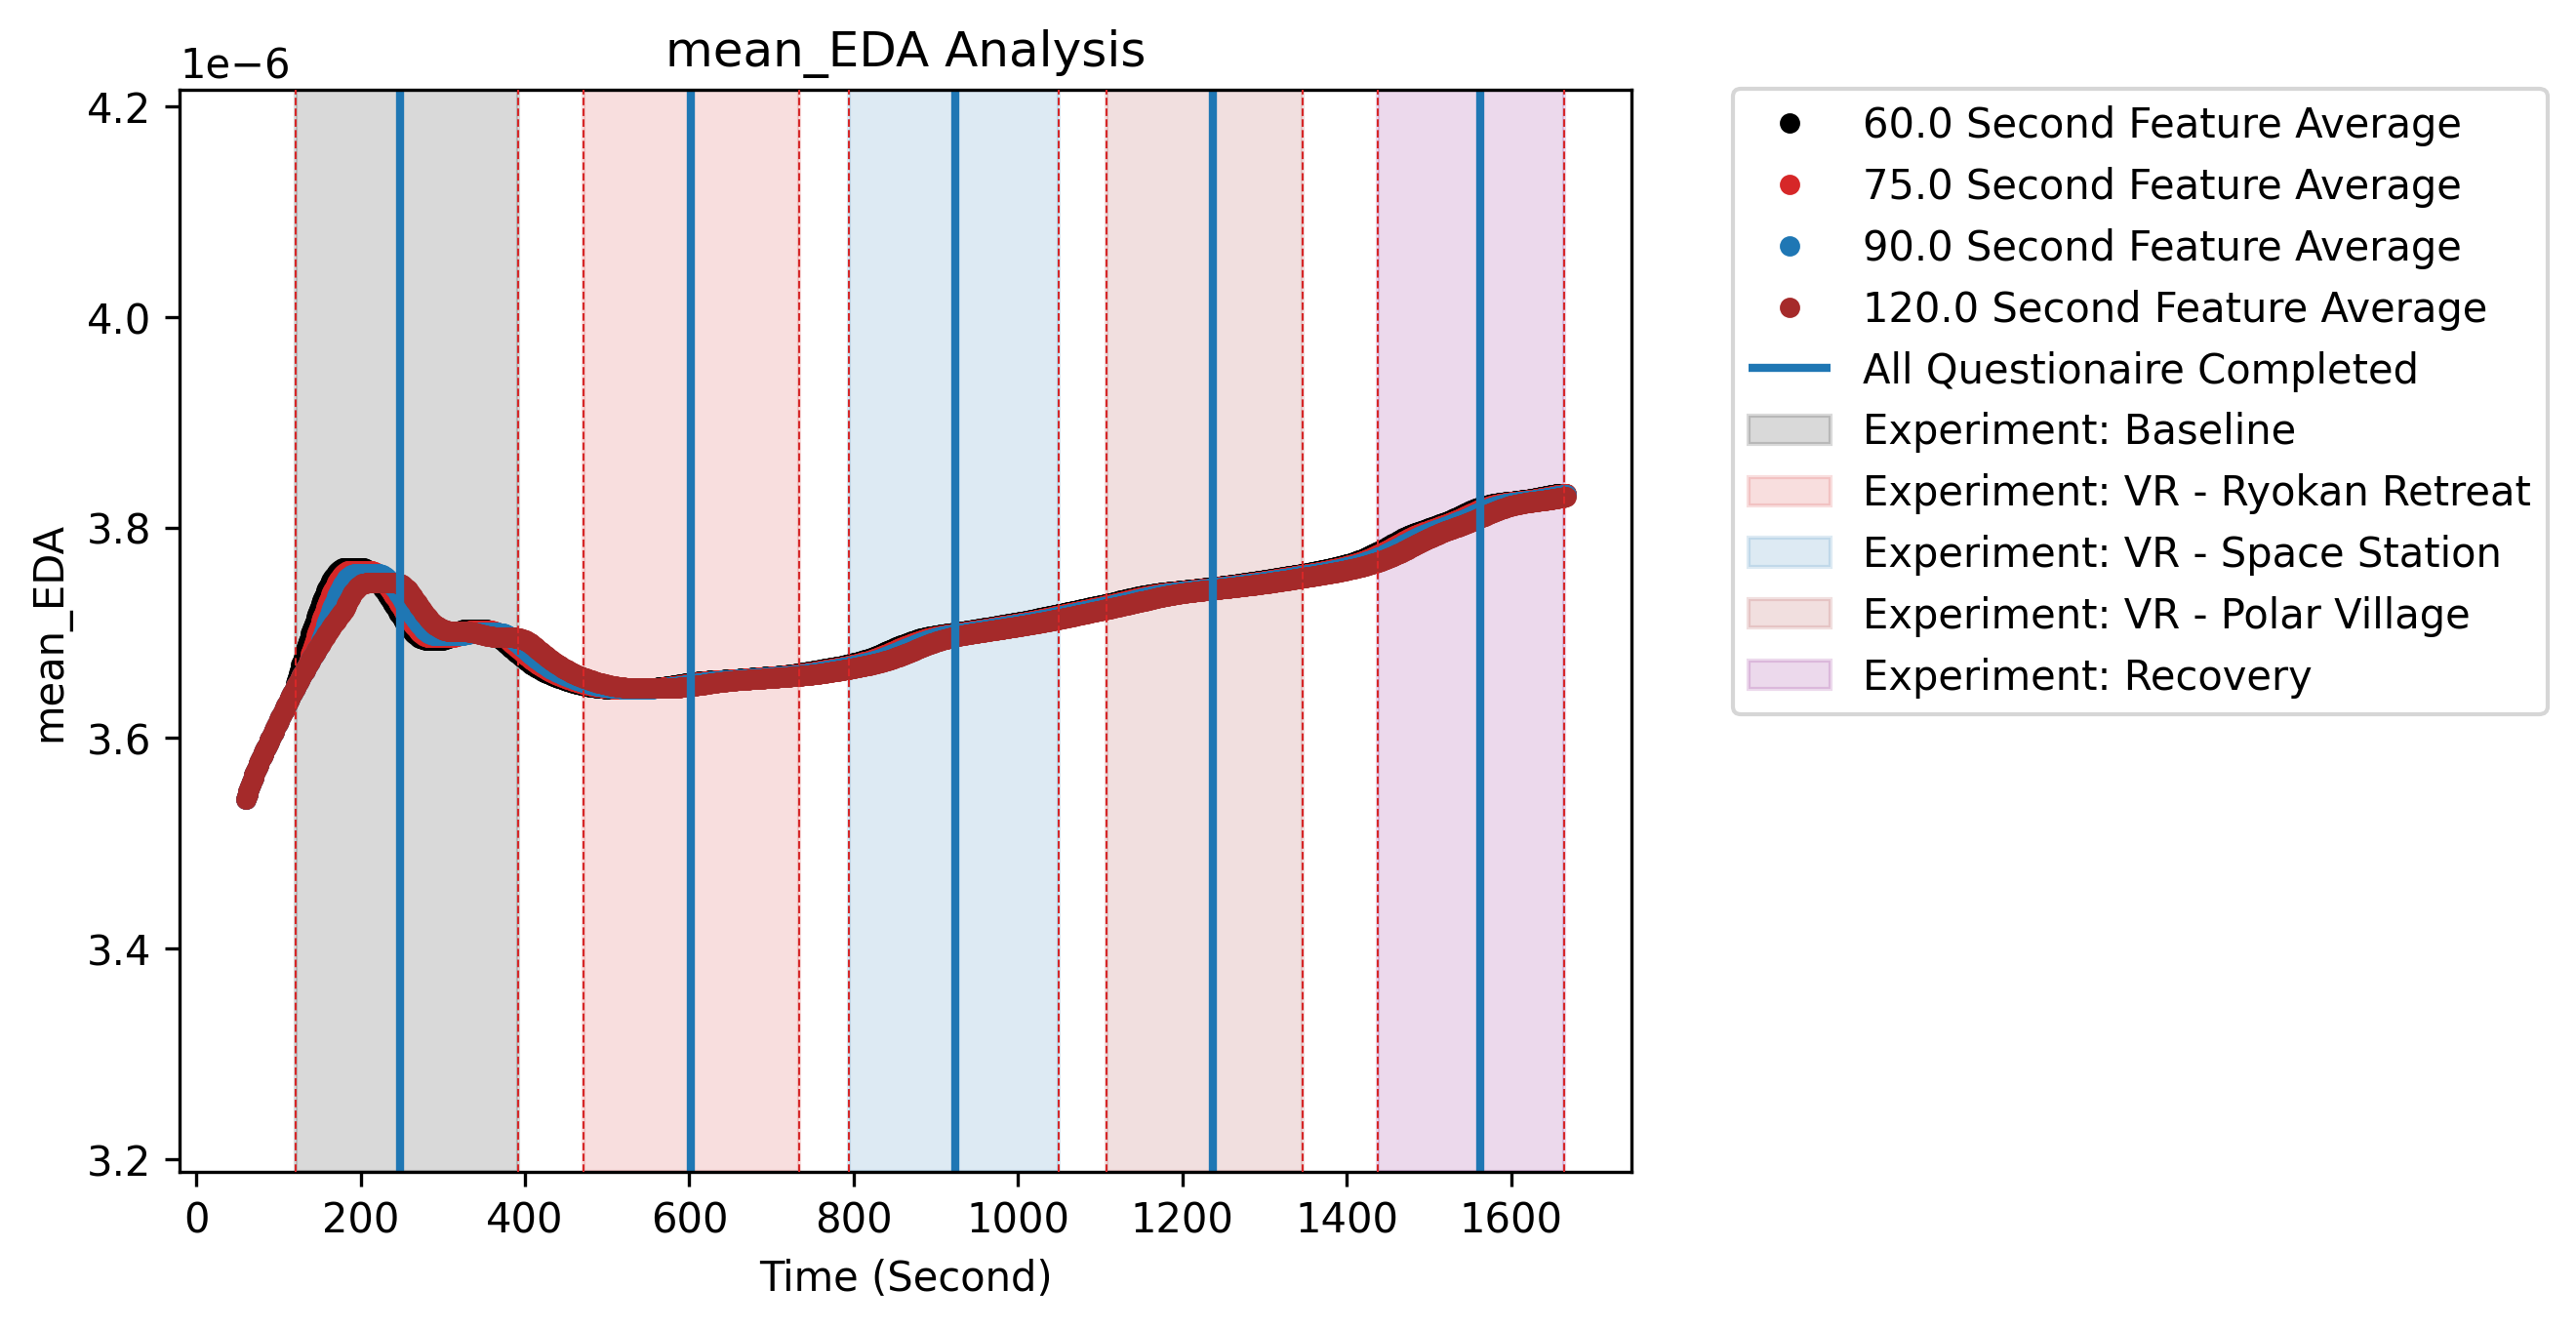 mean_EDA Analysis
1e−6
4.2
4.0
3.8
3.6
3.4
3.2
mean_EDA
0 200 400 600 800 1000 1200 1400 1600
Time (Second)
60.0 Second Feature Average
75.0 Second Feature Average
90.0 Second Feature Average
120.0 Second Feature Average
All Questionaire Completed
Experiment: Baseline
Experiment: VR - Ryokan Retreat
Experiment: VR - Space Station
Experiment: VR - Polar Village
Experiment: Recovery